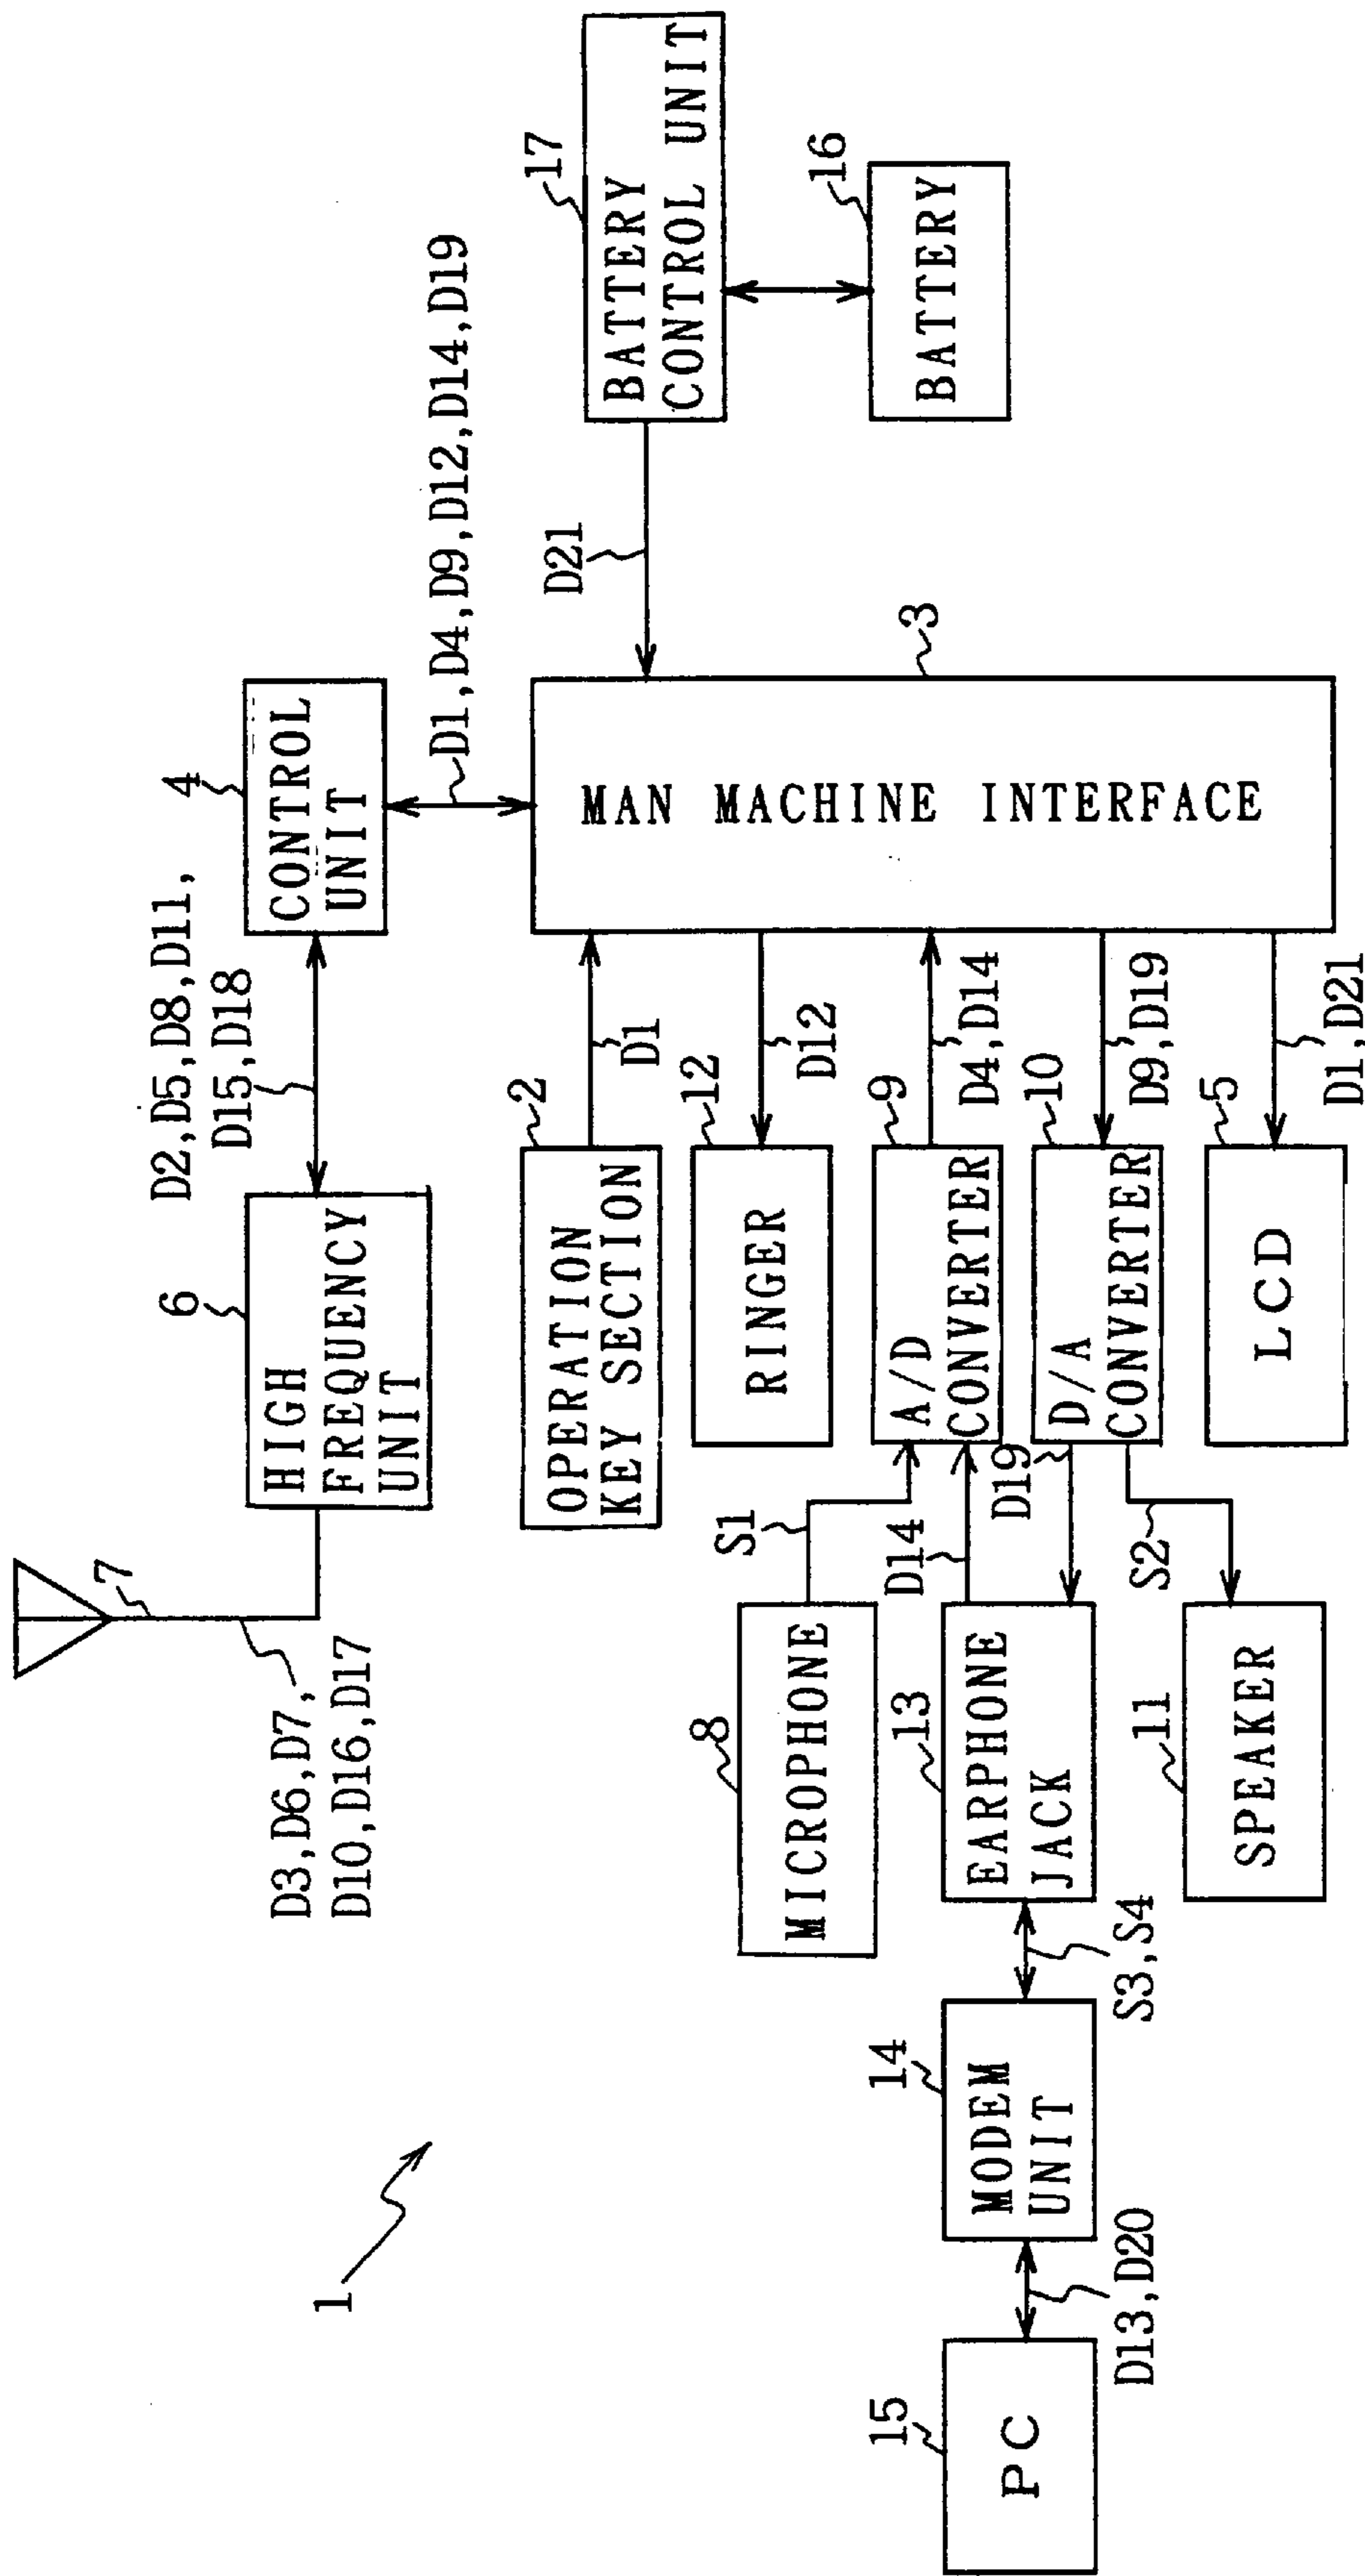 1
7
D3,D6,D7,
D10,D16,D17
6
HIGH
FREQUENCY
UNIT
D2,D5,D8,D11,
D15,D18
4
CONTROL
UNIT
D1,D4,D9,D12,D14,D19
17
BATTERY
CONTROL UNIT
16
BATTERY
D21
3
MAN MACHINE INTERFACE
2
OPERATION
KEY SECTION
D1
12
RINGER
D12
8
MICROPHONE
S1
9
A/D
CONVERTER
D4,D14
15
PC
D13,D20
14
MODEM
UNIT
S3,S4
13
EARPHONE
JACK
D14
D19
10
D/A
CONVERTER
D9,D19
11
SPEAKER
S2
5
LCD
D1,D21